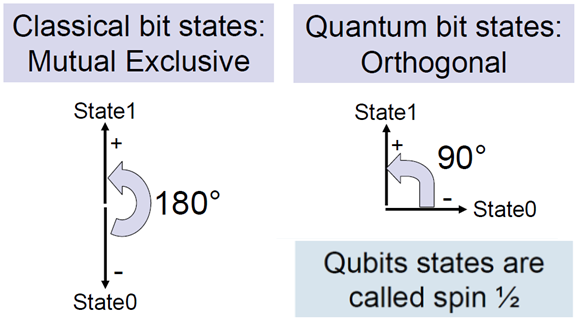 Classical bit states:
Mutual Exclusive
State1
+
180°
-
State0
Quantum bit states:
Orthogonal
State1
+
90°
-
State0
Qubits states are
called spin ½